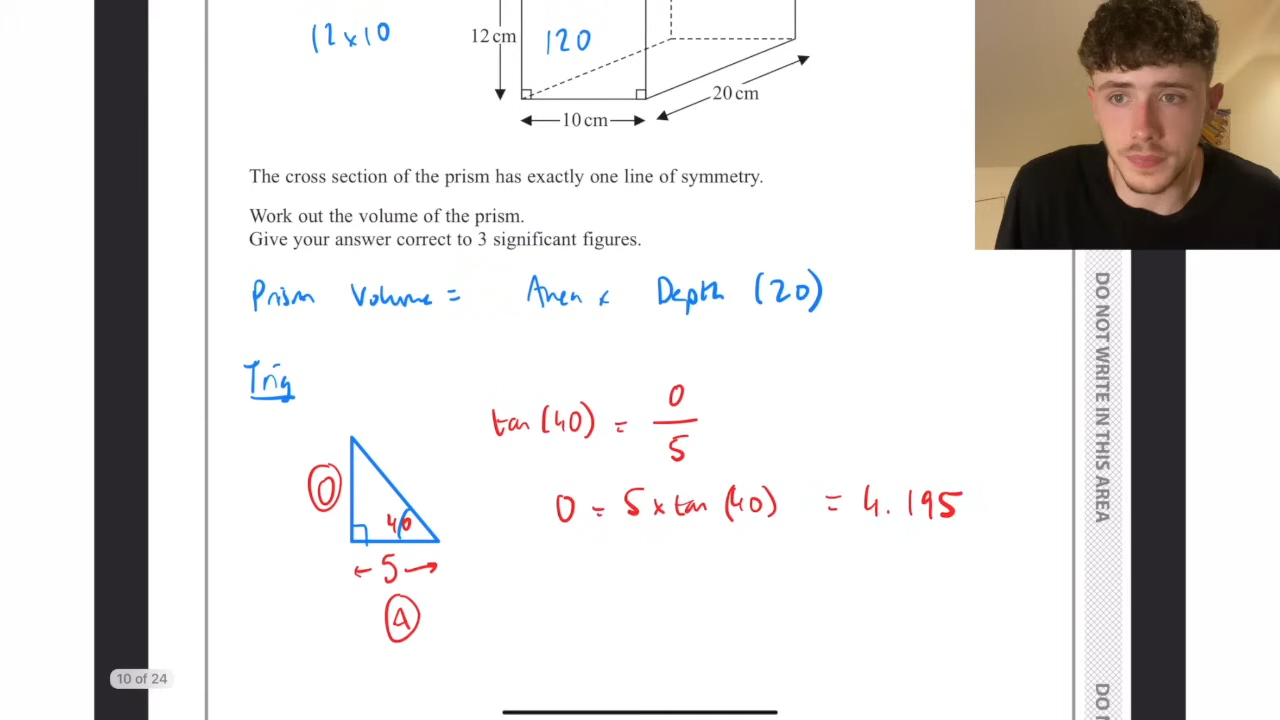 12 x 10
12 cm
120
20 cm
10 cm
The cross section of the prism has exactly one line of symmetry.
Work out the volume of the prism.
Give your answer correct to 3 significant figures.
Prism Volume = Area x Depth (20)
Trig
tan (40) = O
5
O
40
O = 5 x tan (40) = 4.195
5
A
10 of 24
DO NOT WRITE IN THIS AREA
DO